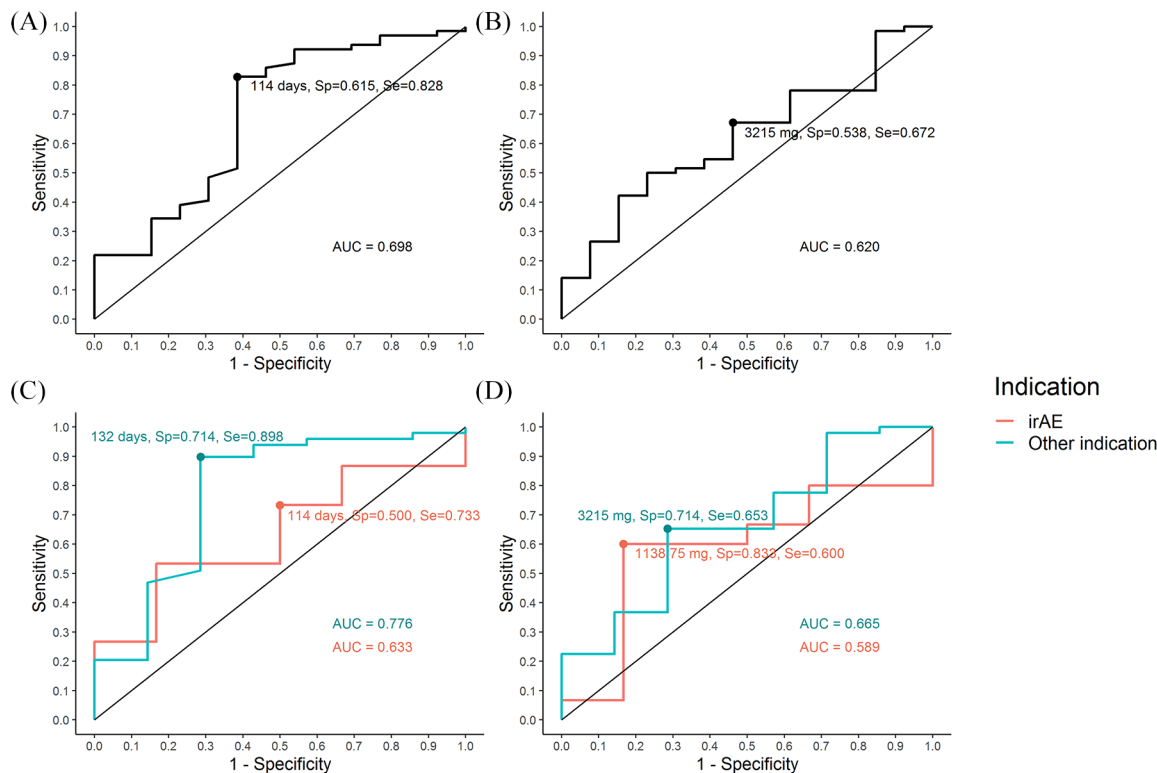 (A)
1.0
0.9
0.8
0.7
0.6
0.5
0.4
0.3
0.2
0.1
0.0
Sensitivity
114 days, Sp=0.615, Se=0.828
AUC = 0.698
0.0 0.1 0.2 0.3 0.4 0.5 0.6 0.7 0.8 0.9 1.0
1 - Specificity
(B)
1.0
0.9
0.8
0.7
0.6
0.5
0.4
0.3
0.2
0.1
0.0
Sensitivity
3215 mg, Sp=0.538, Se=0.672
AUC = 0.620
0.0 0.1 0.2 0.3 0.4 0.5 0.6 0.7 0.8 0.9 1.0
1 - Specificity
(C)
1.0
0.9
0.8
0.7
0.6
0.5
0.4
0.3
0.2
0.1
0.0
Sensitivity
132 days, Sp=0.714, Se=0.898
114 days, Sp=0.500, Se=0.733
AUC = 0.776
AUC = 0.633
0.0 0.1 0.2 0.3 0.4 0.5 0.6 0.7 0.8 0.9 1.0
1 - Specificity
(D)
1.0
0.9
0.8
0.7
0.6
0.5
0.4
0.3
0.2
0.1
0.0
Sensitivity
3215 mg, Sp=0.714, Se=0.653
1138.75 mg, Sp=0.833, Se=0.600
AUC = 0.665
AUC = 0.589
0.0 0.1 0.2 0.3 0.4 0.5 0.6 0.7 0.8 0.9 1.0
1 - Specificity
Indication
irAE
Other indication